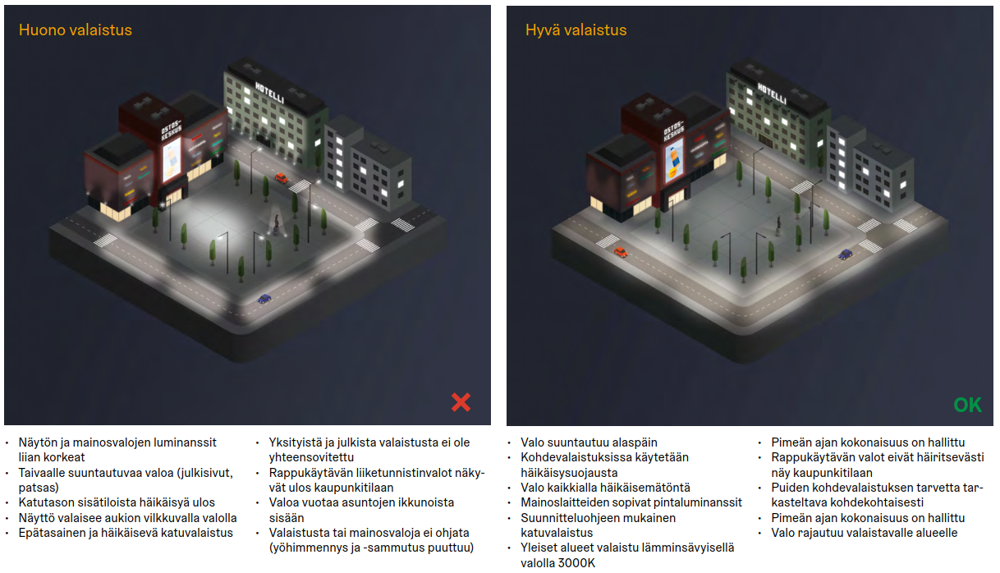 Huono valaistus
HOTELLI
OSTOS-
KESKUS
Näytön ja mainosvalojen luminanssit
liian korkeat
Taivaalle suuntautuvaa valoa (julkisivut,
patsas)
Katutason sisätiloista häikäisyä ulos
Näyttö valaisee aukion vilkkuvalla valolla
Epätasainen ja häikäisevä katuvalaistus
Yksityistä ja julkista valaistusta ei ole
yhteensovitettu
Rappukäytävän liiketunnistinvalot näky-
vät ulos kaupunkitilaan
Valoa vuotaa asuntojen ikkunoista
sisään
Valaistusta tai mainosvaloja ei ohjata
(yöhimmennys ja -sammutus puuttuu)
Hyvä valaistus
HOTELLI
OSTOS-
KESKUS
OK
Valo suuntautuu alaspäin
Kohdevalaistuksissa käytetään
häikäisysuojausta
Valo kaikkialla häikäisemätöntä
Mainoslaitteiden sopivat pintaluminanssit
Suunnitteluohjeen mukainen
katuvalaistus
Yleiset alueet valaistu lämminsävyisellä
valolla 3000K
Pimeän ajan kokonaisuus on hallittu
Rappukäytävän valot eivät häiritsevästi
näy kaupunkitilaan
Puiden kohdevalaistuksen tarvetta tar-
kasteltava kohdekohtaisesti
Pimeän ajan kokonaisuus on hallittu
Valo rajautuu valaistavalle alueelle